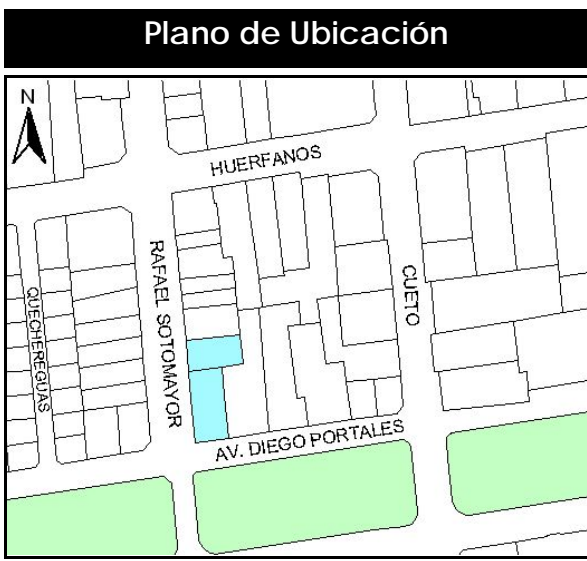 Plano de Ubicación
N
HUERFANOS
RAFAEL SOTOMAYOR
CUETO
QUECHEREGUAS
AV. DIEGO PORTALES